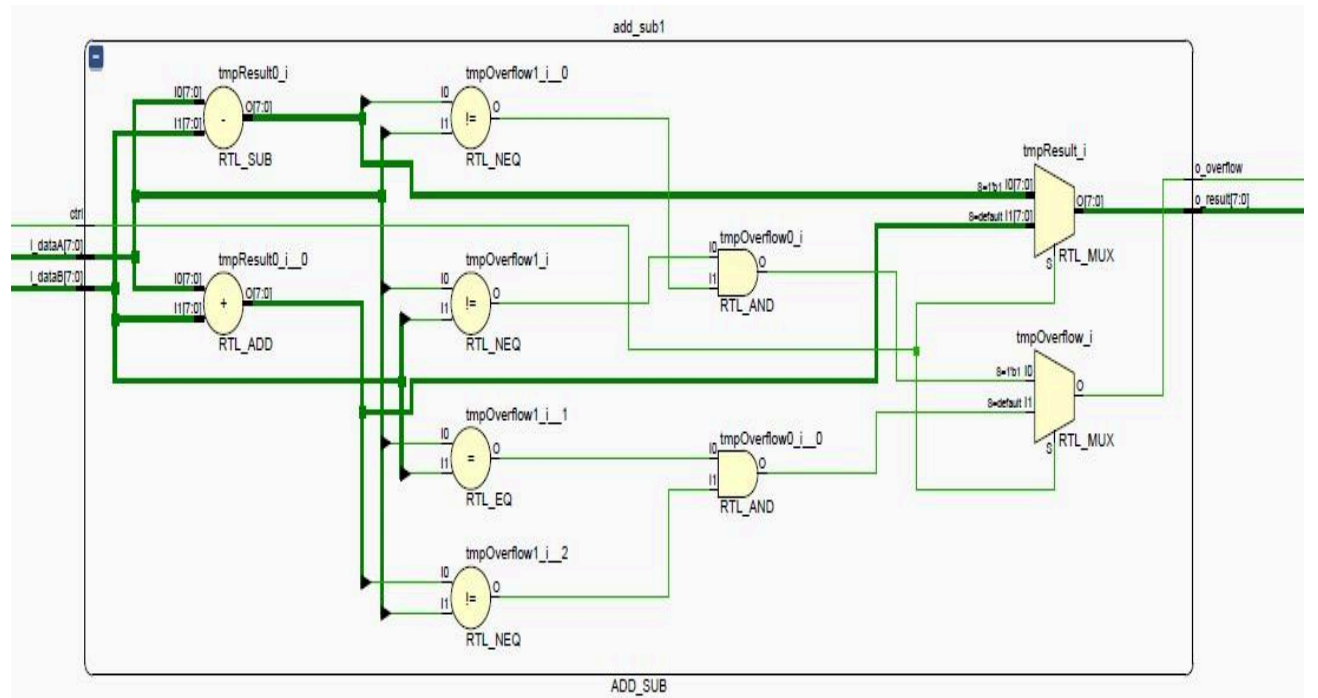 add_sub1
tmpResult0_i
I0[7:0]
I1[7:0]
-
O[7:0]
RTL_SUB
tmpOverflow1_i__0
I0
I1
!=
O
RTL_NEQ
tmpResult_i
S=1'b1 I0[7:0]
S=default I1[7:0]
O[7:0]
S
RTL_MUX
o_overflow
o_result[7:0]
ctrl
i_dataA[7:0]
i_dataB[7:0]
tmpResult0_i__0
I0[7:0]
I1[7:0]
+
O[7:0]
RTL_ADD
tmpOverflow1_i
I0
I1
!=
O
RTL_NEQ
tmpOverflow0_i
I0
I1
O
RTL_AND
tmpOverflow_i
S=1'b1 I0
S=default I1
O
S
RTL_MUX
tmpOverflow1_i__1
I0
I1
=
O
RTL_EQ
tmpOverflow0_i__0
I0
I1
O
RTL_AND
tmpOverflow1_i__2
I0
I1
!=
O
RTL_NEQ
ADD_SUB